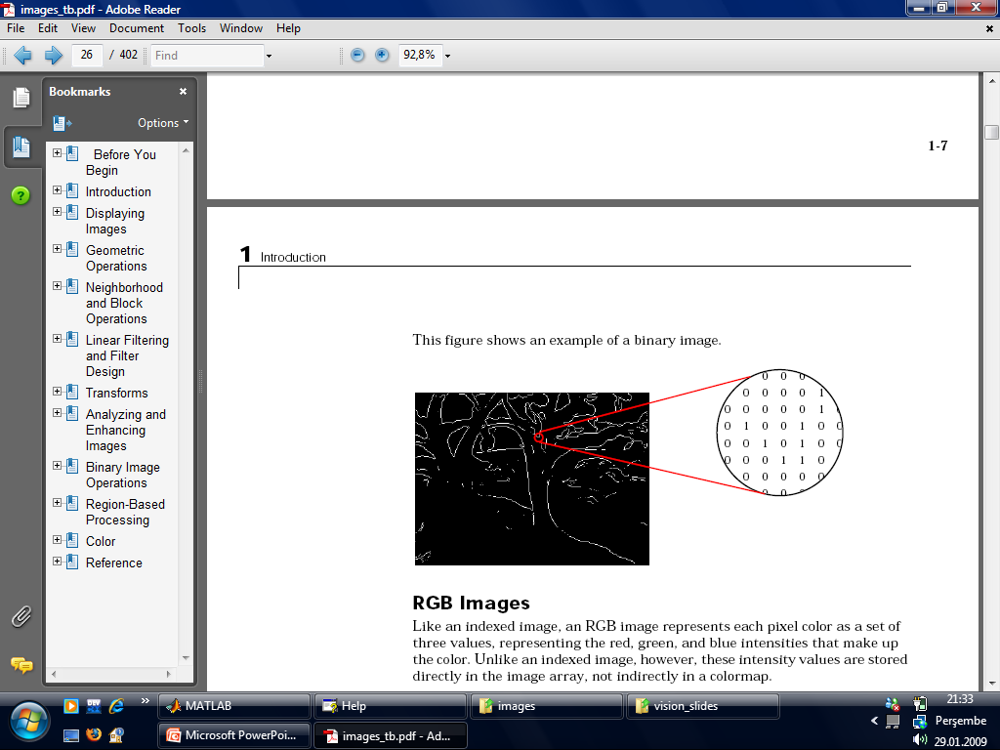 images_tb.pdf - Adobe Reader
File Edit View Document Tools Window Help
26 / 402 Find 92,8%
Bookmarks
Options
Before You
Begin
Introduction
Displaying
Images
Geometric
Operations
Neighborhood
and Block
Operations
Linear Filtering
and Filter
Design
Transforms
Analyzing and
Enhancing
Images
Binary Image
Operations
Region-Based
Processing
Color
Reference
1-7
1 Introduction
This figure shows an example of a binary image.
0 0 0
0 0 0 0 1
0 0 0 0 0 1 0
0 1 0 0 1 0 0
0 0 1 0 1 0 0
0 0 0 1 1 0
0 0 0 0 0
0 0
RGB Images
Like an indexed image, an RGB image represents each pixel color as a set of
three values, representing the red, green, and blue intensities that make up
the color. Unlike an indexed image, however, these intensity values are stored
directly in the image array, not indirectly in a colormap.
MATLAB Help images vision_slides
Microsoft PowerPoi... images_tb.pdf - Ad...
21:33
Perşembe
29.01.2009